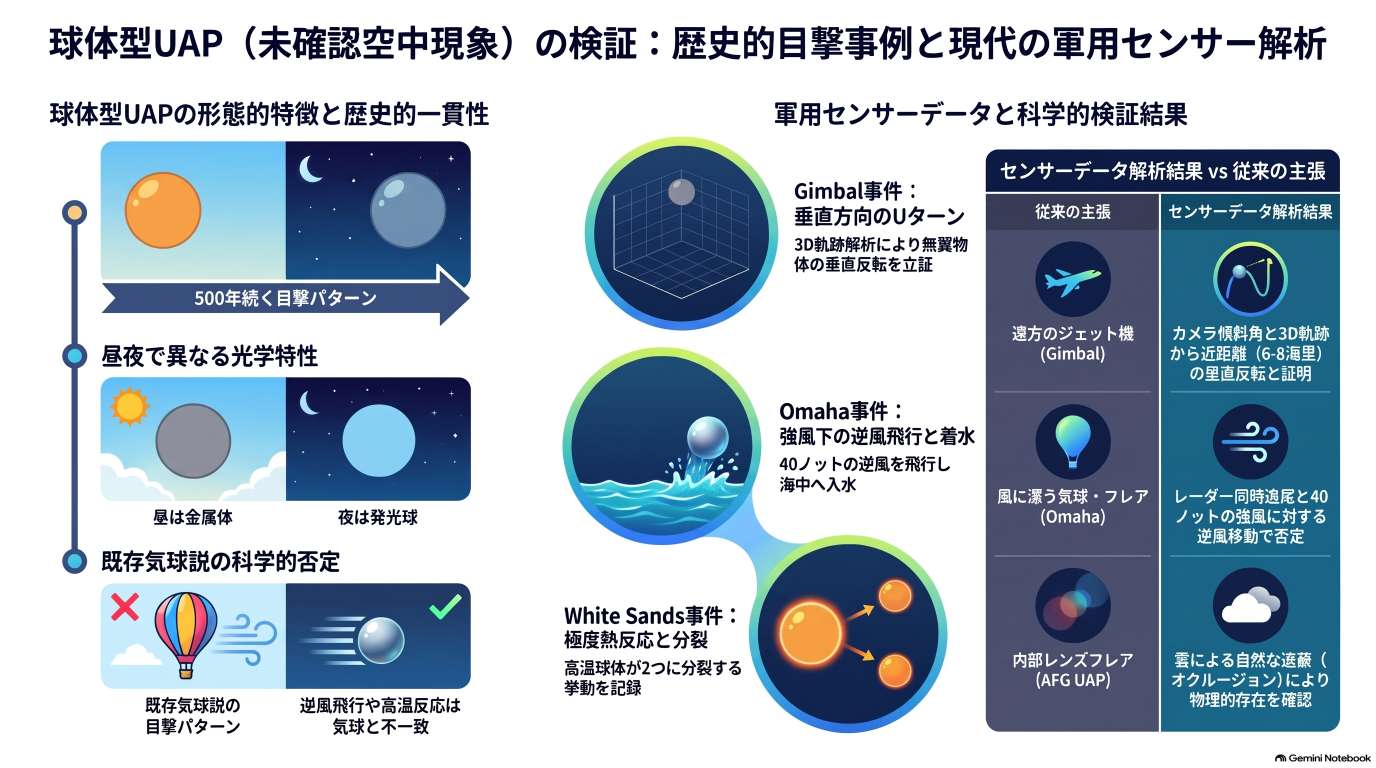 球体型UAP（未確認空中現象）の検証：歴史的目撃事例と現代の軍用センサー解析
球体型UAPの形態的特徴と歴史的一貫性
500年続く目撃パターン
昼夜で異なる光学特性
昼は金属体
夜は発光球
既存気球説の科学的否定
既存気球説の
目撃パターン
逆風飛行や高温反応は
気球と不一致
軍用センサーデータと科学的検証結果
Gimbal事件：
垂直方向のUターン
3D軌跡解析により無翼物
体の垂直反転を立証
Omaha事件：
強風下の逆風飛行と着水
40ノットの逆風を飛行し
海中へ入水
White Sands事件：
極度熱反応と分裂
高温球体が2つに分裂する
挙動を記録
センサーデータ解析結果 vs 従来の主張
従来の主張
センサーデータ解析結果
遠方のジェット機
(Gimbal)
カメラ傾斜角と3D軌跡
から近距離（6-8海里）
の垂直反転と証明
風に漂う気球・フレア
(Omaha)
レーダー同時追尾と40
ノットの強風に対する
逆風移動で否定
内部レンズフレア
(AFG UAP)
雲による自然な遮蔽（
オクルージョン）により
物理的存在を確認
Gemini Notebook